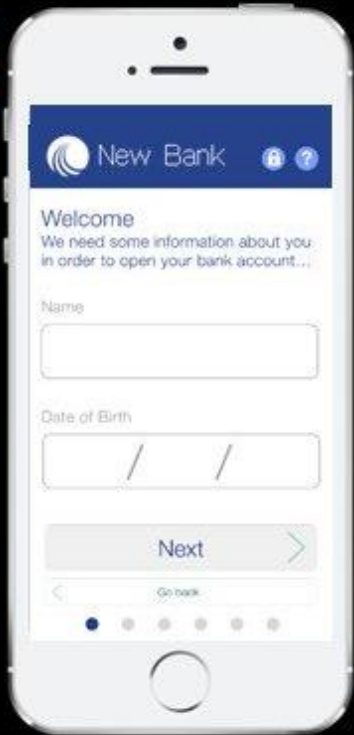 New Bank
?
Welcome
We need some information about you
in order to open your bank account...
Name
Date of Birth
/ /
Next
Go back